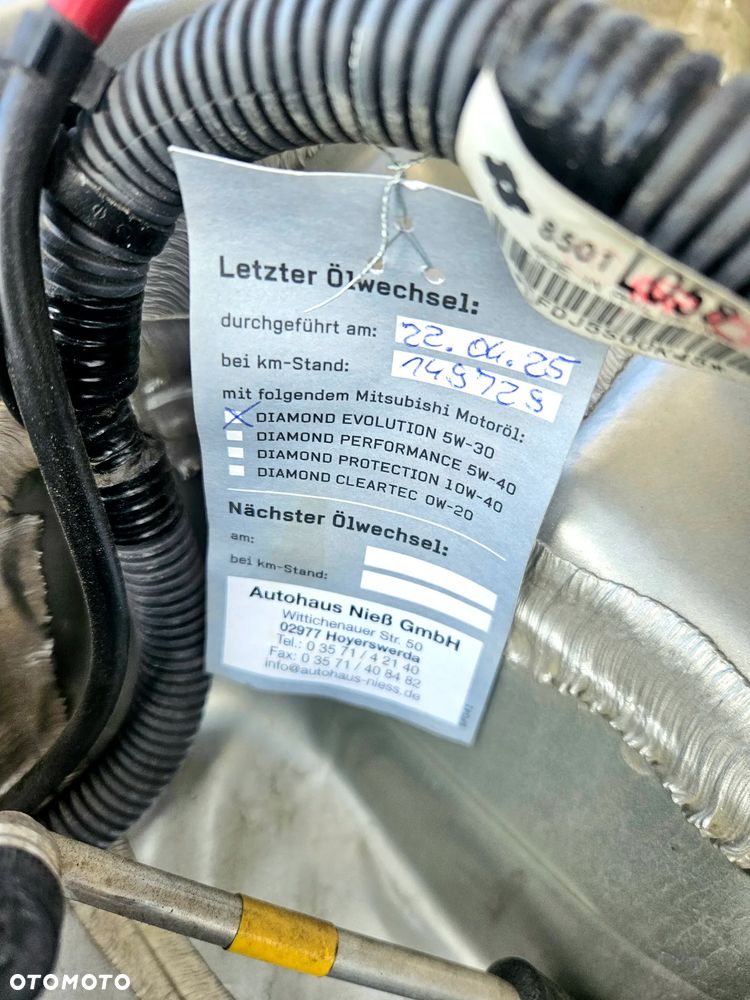 8501
Letzter Ölwechsel:
durchgeführt am: 22.04.25
bei km-Stand: 149729
mit folgendem Mitsubishi Motoröl:
DIAMOND EVOLUTION 5W-30
DIAMOND PERFORMANCE 5W-40
DIAMOND PROTECTION 10W-40
DIAMOND CLEARTEC 0W-20
Nächster Ölwechsel:
am:
bei km-Stand:
Autohaus Nieß GmbH
Wittichenauer Str. 50
02977 Hoyerswerda
Tel.: 0 35 71 / 4 21 40
Fax: 0 35 71 / 40 84 82
info@autohaus-niess.de
OTOMOTO